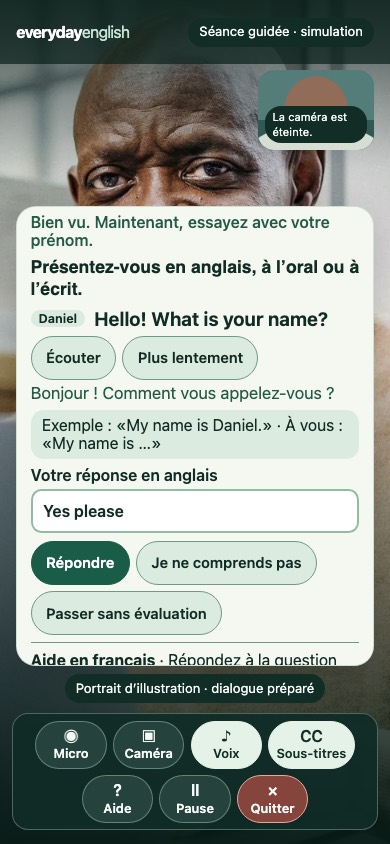 everydayenglish
Séance guidée · simulation
La caméra est
éteinte.
Bien vu. Maintenant, essayez avec votre
prénom.
Présentez-vous en anglais, à l’oral ou à
l’écrit.
Daniel Hello! What is your name?
Écouter Plus lentement
Bonjour ! Comment vous appelez-vous ?
Exemple : «My name is Daniel.» · À vous :
«My name is ...»
Votre réponse en anglais
Yes please
Répondre Je ne comprends pas
Passer sans évaluation
Aide en français · Répondez à la question
Portrait d’illustration · dialogue préparé
Micro Caméra Voix CC Sous-titres
? Aide Pause × Quitter